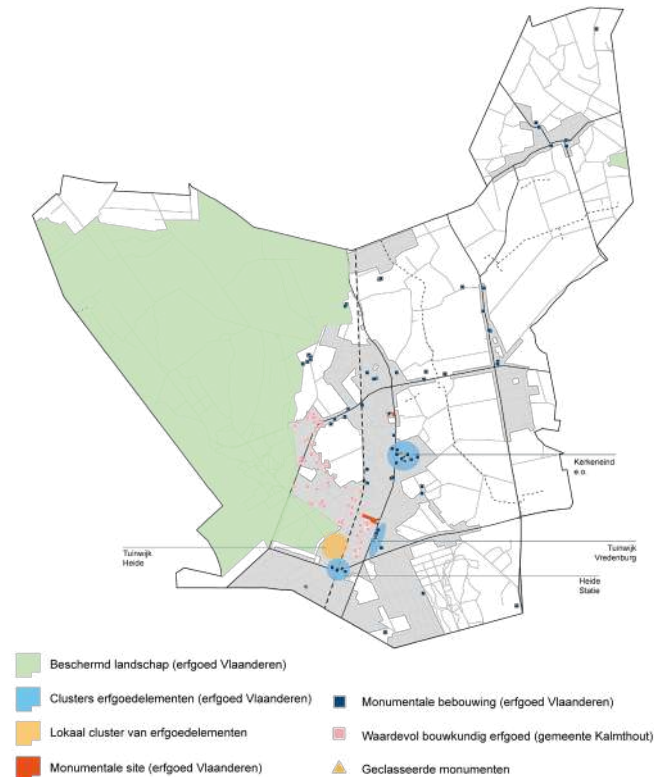 Kerkeneind
e.o.
Tuinwijk
Heide
Tuinwijk
Vredenburg
Heide
Statie
Beschermd landschap (erfgoed Vlaanderen)
Clusters erfgoedelementen (erfgoed Vlaanderen)
Lokaal cluster van erfgoedelementen
Monumentale site (erfgoed Vlaanderen)
Monumentale bebouwing (erfgoed Vlaanderen)
Waardevol bouwkundig erfgoed (gemeente Kalmthout)
Geclasseerde monumenten